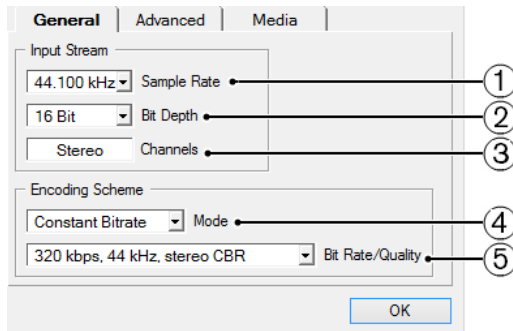 General Advanced Media
Input Stream
44.100 kHz Sample Rate 1
16 Bit Bit Depth 2
Stereo Channels 3
Encoding Scheme
Constant Bitrate Mode 4
320 kbps, 44 kHz, stereo CBR Bit Rate/Quality 5
OK